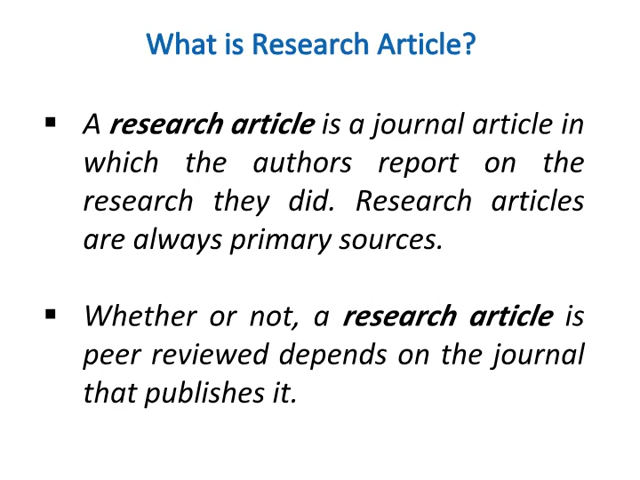 What is Research Article?
▪ A research article is a journal article in
which the authors report on the
research they did. Research articles
are always primary sources.
▪ Whether or not, a research article is
peer reviewed depends on the journal
that publishes it.